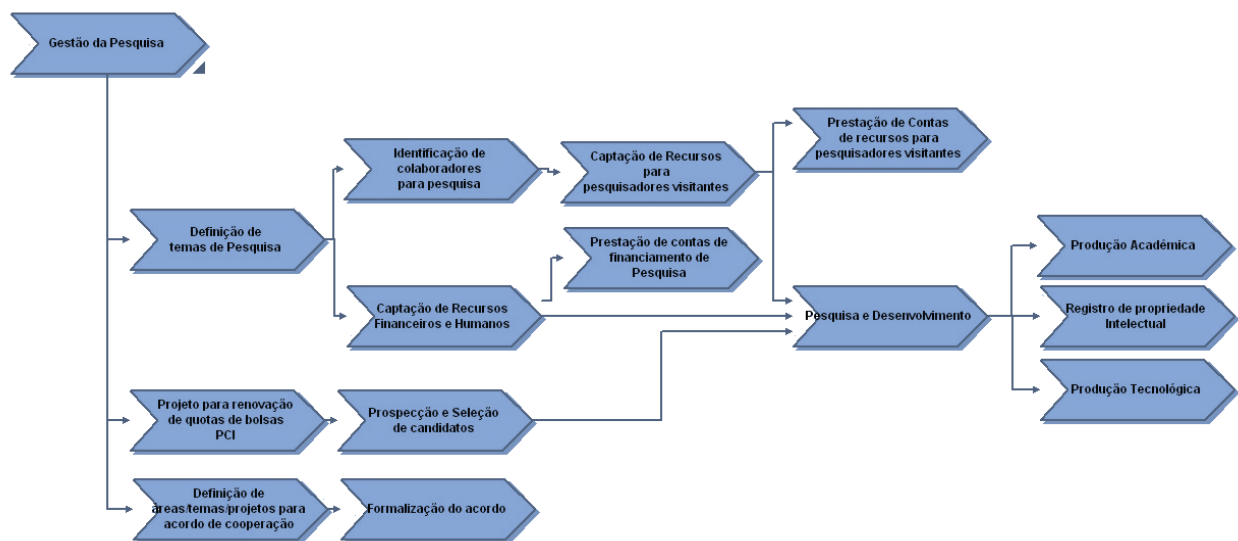 Gestão da Pesquisa
Identificação de
colaboradores
para pesquisa
Captação de Recursos
para
pesquisadores visitantes
Prestação de Contas
de recursos para
pesquisadores visitantes
Definição de
temas de Pesquisa
Prestação de contas de
financiamento de
Pesquisa
Captação de Recursos
Financeiros e Humanos
Pesquisa e Desenvolvimento
Produção Acadêmica
Registro de propriedade
Intelectual
Produção Tecnológica
Projeto para renovação
de quotas de bolsas
PCI
Prospecção e Seleção
de candidatos
Definição de
áreas/temas/projetos para
acordo de cooperação
Formalização do acordo